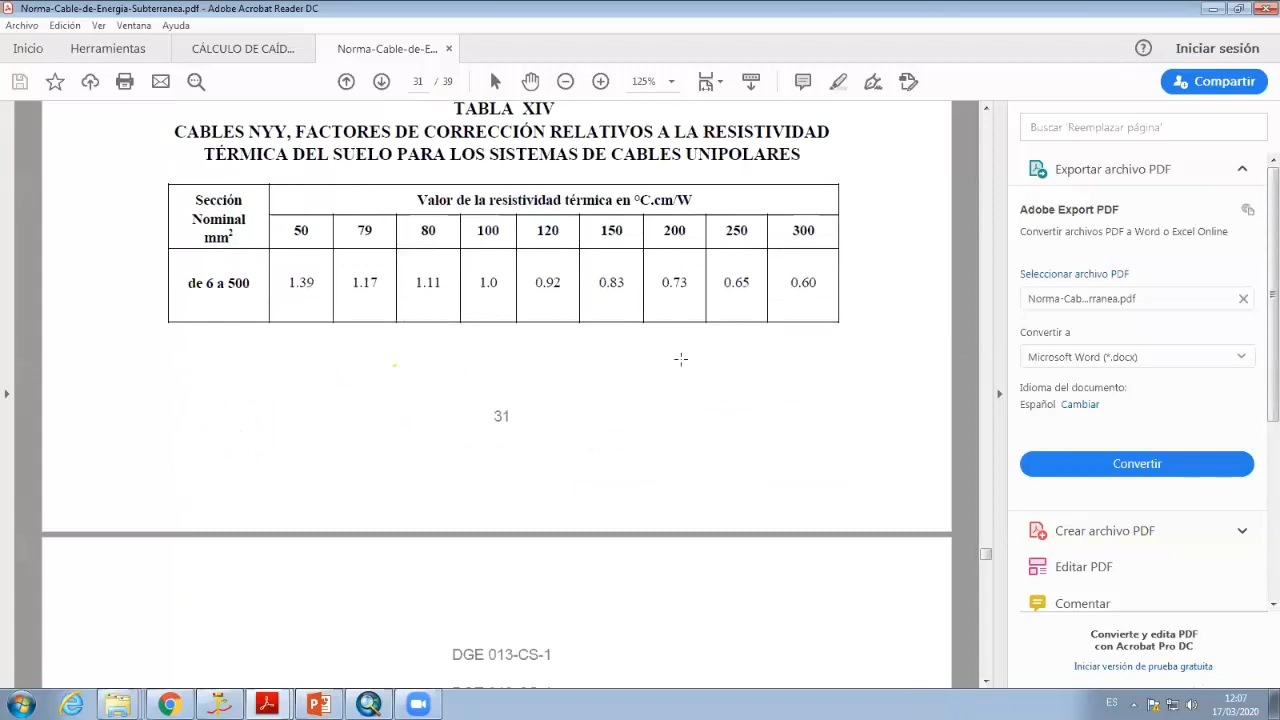 Norma-Cable-de-Energia-Subterranea.pdf - Adobe Acrobat Reader DC
Archivo Edición Ver Ventana Ayuda
Inicio Herramientas CÁLCULO DE CAÍD... Norma-Cable-de-E... × Iniciar sesión
31 / 39 125% Compartir
TABLA XIV
CABLES NYY, FACTORES DE CORRECCIÓN RELATIVOS A LA RESISTIVIDAD
TÉRMICA DEL SUELO PARA LOS SISTEMAS DE CABLES UNIPOLARES
Sección Nominal mm² Valor de la resistividad térmica en °C.cm/W
50 79 80 100 120 150 200 250 300
de 6 a 500 1.39 1.17 1.11 1.0 0.92 0.83 0.73 0.65 0.60
31
DGE 013-CS-1
Buscar 'Reemplazar página'
Exportar archivo PDF
Adobe Export PDF
Convertir archivos PDF a Word o Excel Online
Seleccionar archivo PDF
Norma-Cab...rranea.pdf
Convertir a
Microsoft Word (*.docx)
Idioma del documento:
Español Cambiar
Convertir
Crear archivo PDF
Editar PDF
Comentar
Convierte y edita PDF
con Acrobat Pro DC
Iniciar versión de prueba gratuita
ES 12:07
17/03/2020